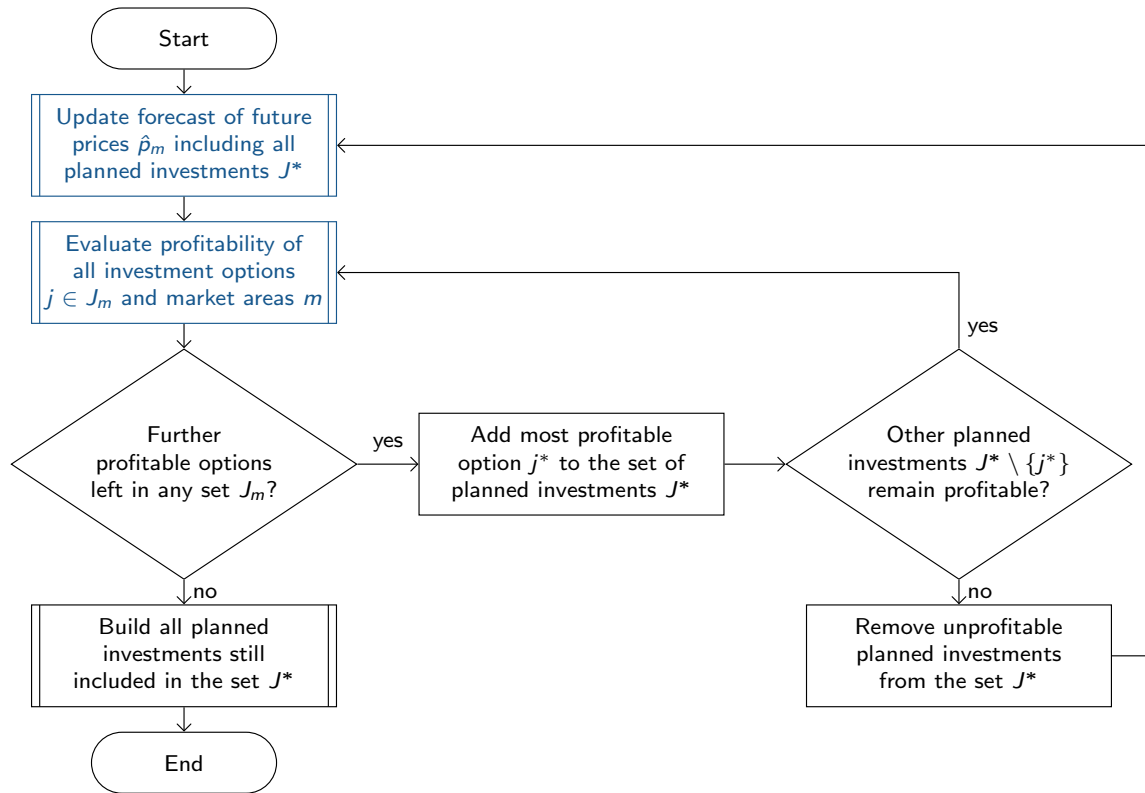 Start
Update forecast of future
prices p̂ₘ including all
planned investments J*
Evaluate profitability of
all investment options
j ∈ Jₘ and market areas m
yes
Further
profitable options
left in any set Jₘ?
yes
Add most profitable
option j* to the set of
planned investments J*
Other planned
investments J* \ {j*}
remain profitable?
no
no
Build all planned
investments still
included in the set J*
Remove unprofitable
planned investments
from the set J*
End